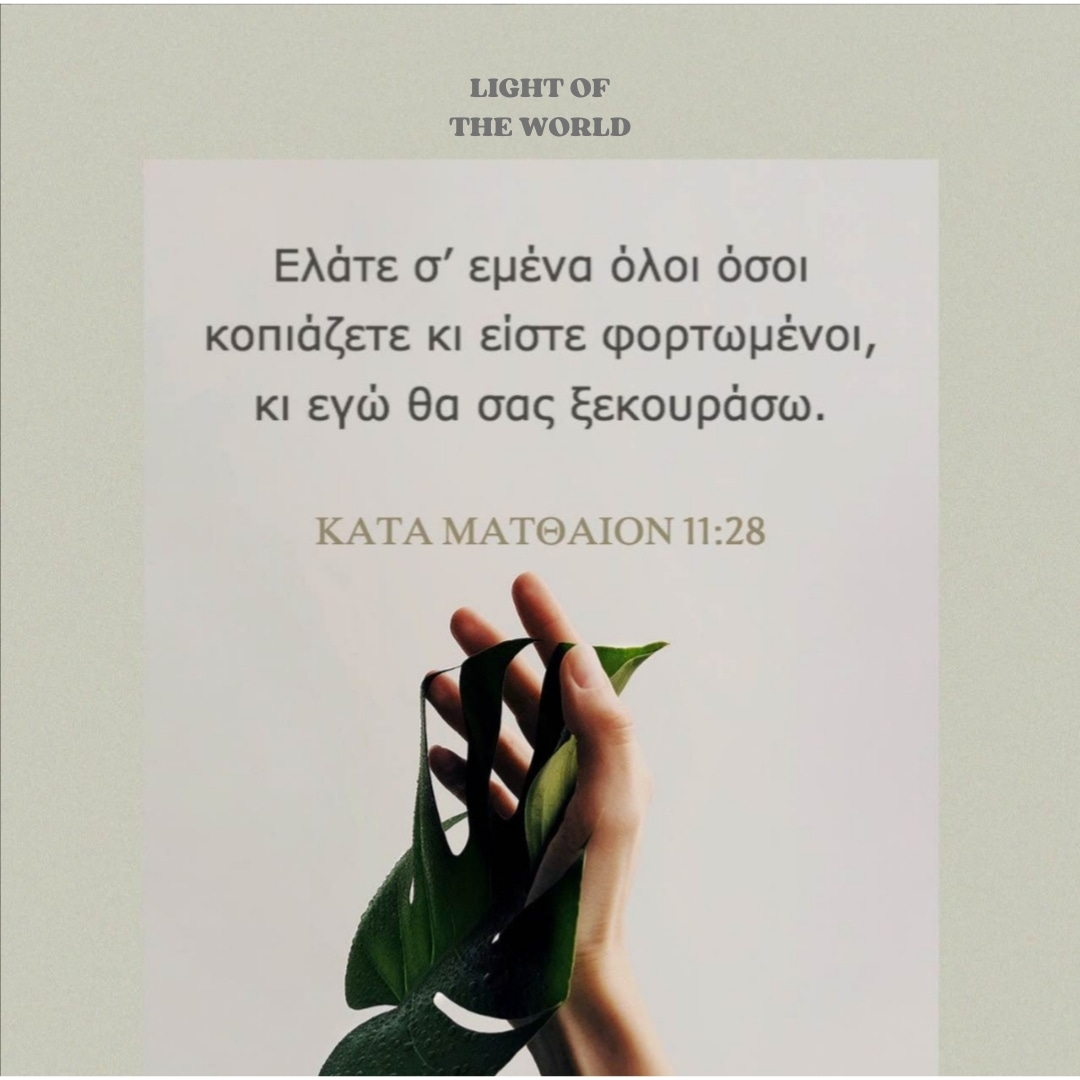 LIGHT OF
THE WORLD
Ελάτε σ’ εμένα όλοι όσοι
κοπιάζετε κι είστε φορτωμένοι,
κι εγώ θα σας ξεκουράσω.
ΚΑΤΑ ΜΑΤΘΑΙΟΝ 11:28